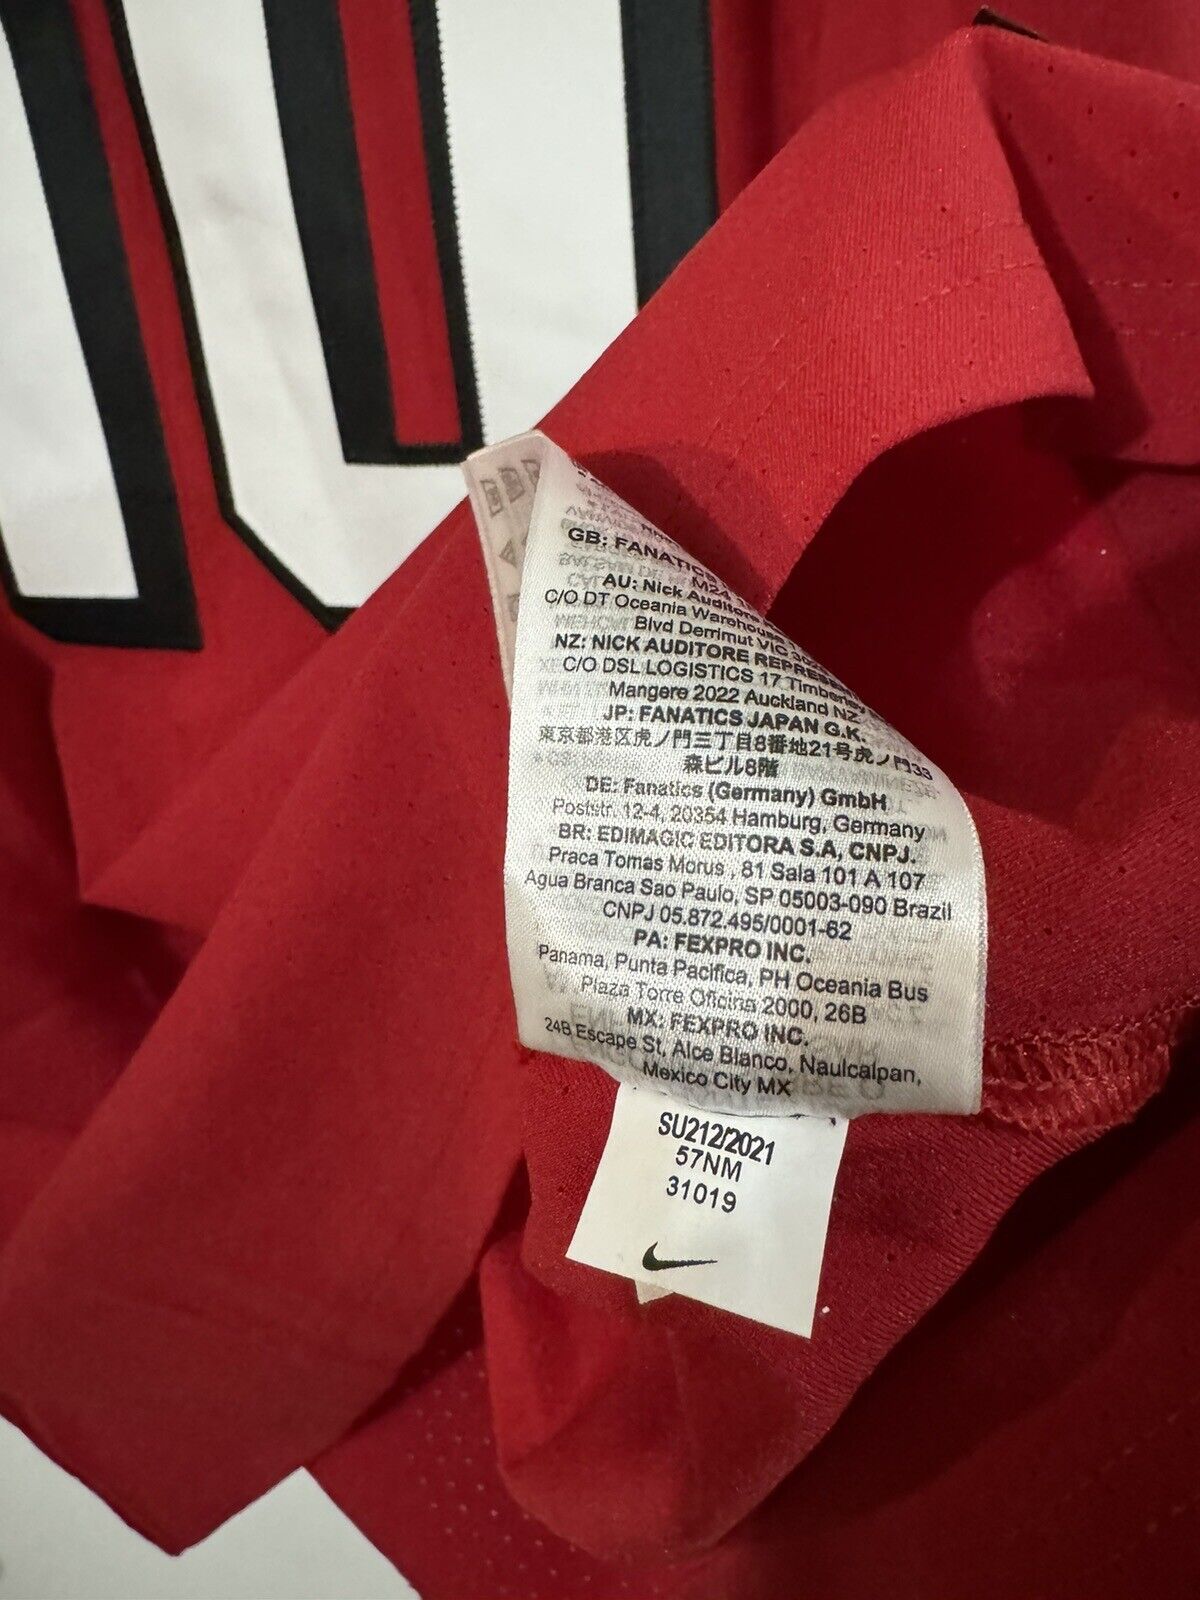 GB: FANATICS
M24
AU: Nick Auditore
C/O DT Oceania Warehouse
Blvd Derrimut VIC
NZ: NICK AUDITORE
C/O DSL LOGISTICS 17 Timberley
Mangere 2022 Auckland NZ
JP: FANATICS JAPAN G.K.
東京都港区虎ノ門三丁目8番地21号虎ノ門33
森ビル8階
DE: Fanatics (Germany) GmbH
Poststr. 12-4, 20354 Hamburg, Germany
BR: EDIMAGIC EDITORA S.A, CNPJ.
Praca Tomas Morus , 81 Sala 101 A 107
Agua Branca Sao Paulo, SP 05003-090 Brazil
CNPJ 05.872.495/0001-62
PA: FEXPRO INC.
Panama, Punta Pacifica, PH Oceania Bus
Plaza Torre Oficins 2000, 26B
MX: FEXPRO INC.
24B Escape St, Alce Blanco, Naulcalpan,
Mexico City MX
SU212/2021
57NM
31019